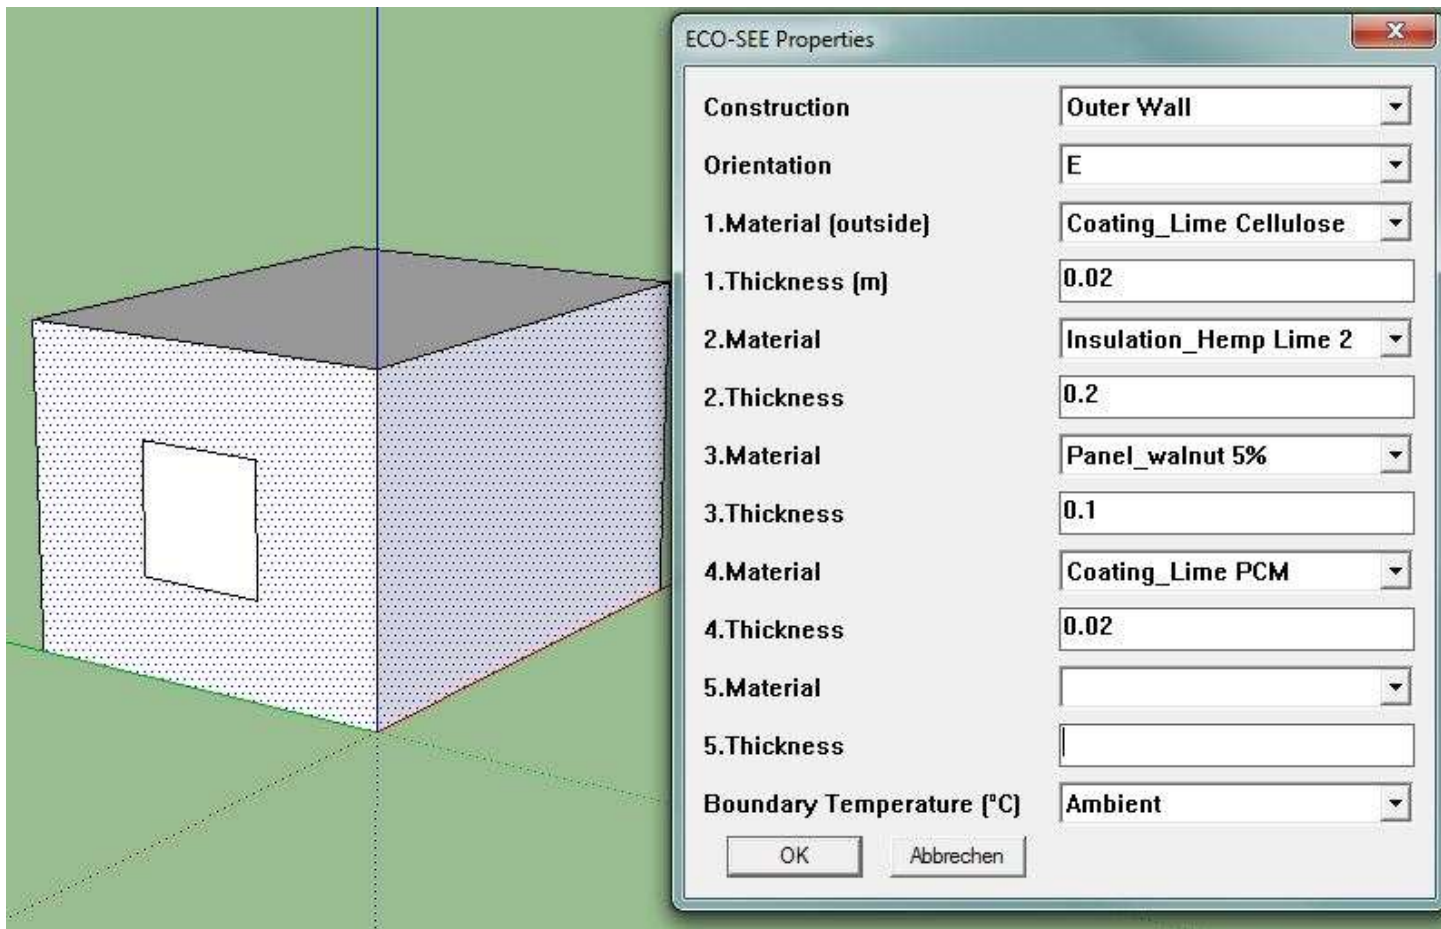 ECO-SEE Properties
Construction Outer Wall
Orientation E
1.Material (outside) Coating_Lime Cellulose
1.Thickness (m) 0.02
2.Material Insulation_Hemp Lime 2
2.Thickness 0.2
3.Material Panel_walnut 5%
3.Thickness 0.1
4.Material Coating_Lime PCM
4.Thickness 0.02
5.Material
5.Thickness
Boundary Temperature (ºC) Ambient
OK Abbrechen